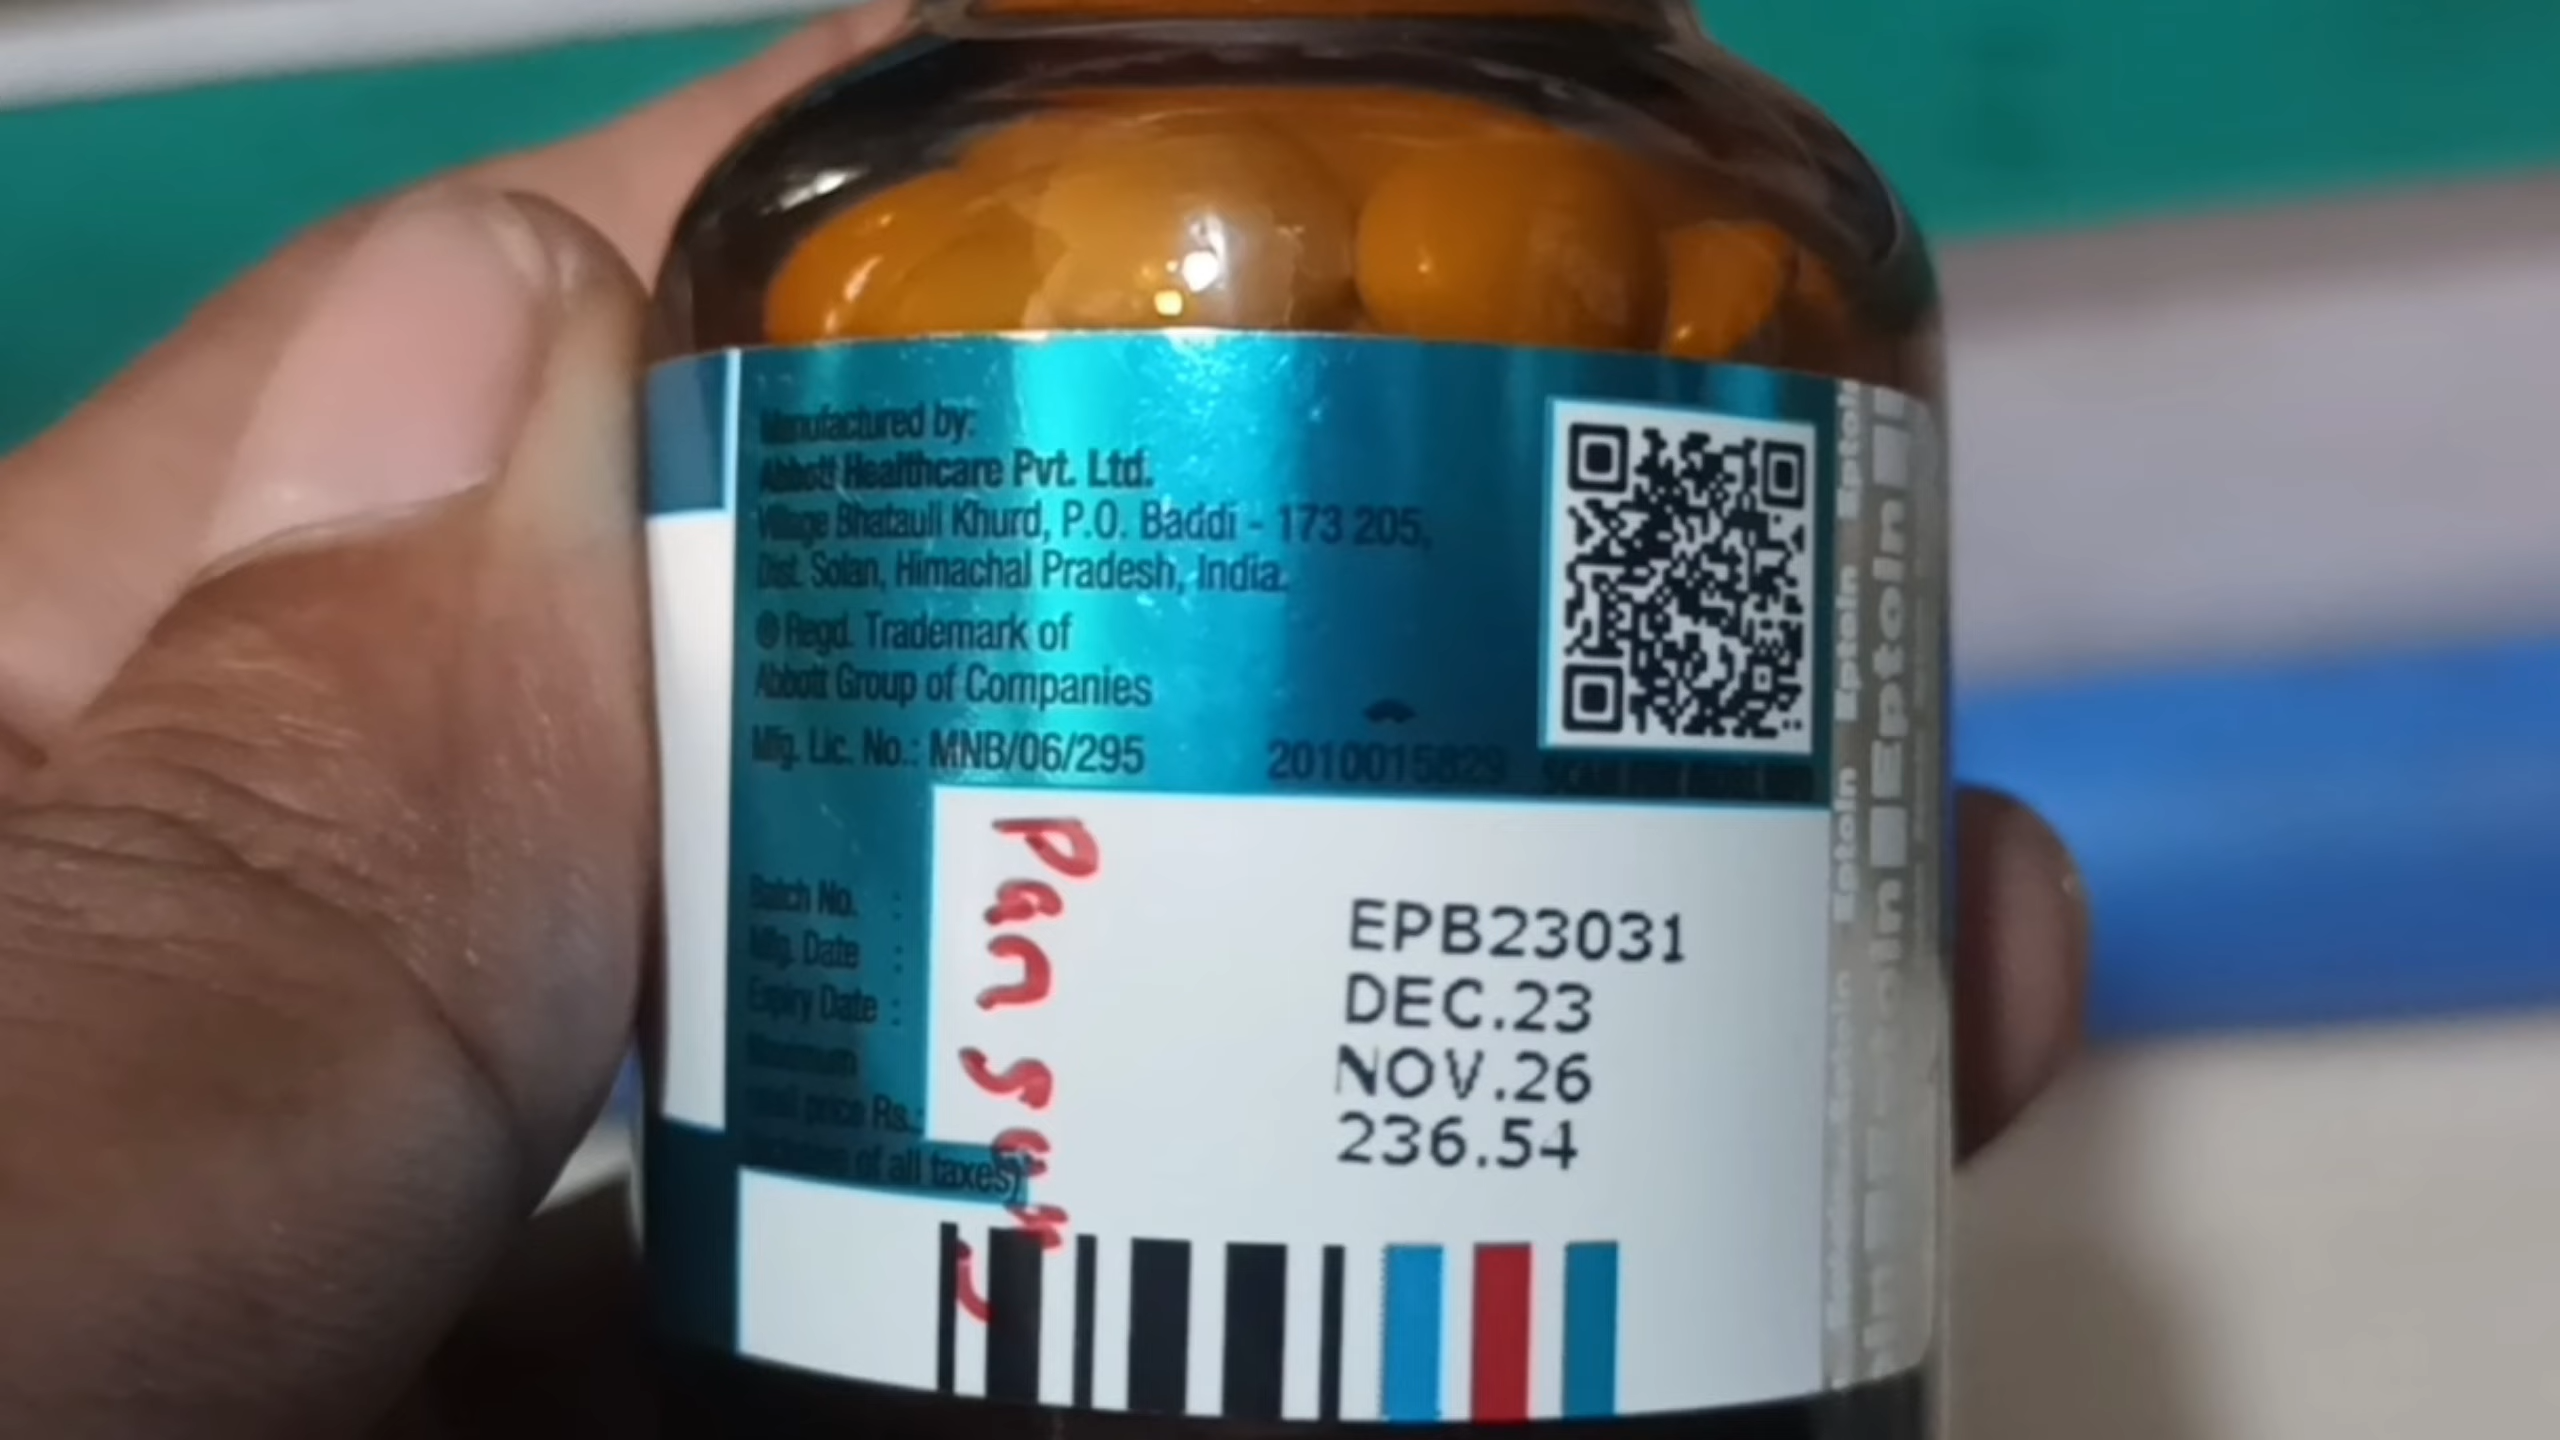 Manufactured by:
Abbott Healthcare Pvt. Ltd.
Village Bhatauli Khurd, P.O. Baddi - 173 205,
Dist. Solan, Himachal Pradesh, India.
® Regd. Trademark of
Abbott Group of Companies
Mfg. Lic. No.: MNB/06/295
2010015829
Batch No. : EPB23031
Mfg. Date : DEC.23
Expiry Date : NOV.26
Maximum
retail price Rs.: 236.54
of all taxes)
Pan
Eptoin
Eptoin
Eptoin
Eptoin
Eptoin